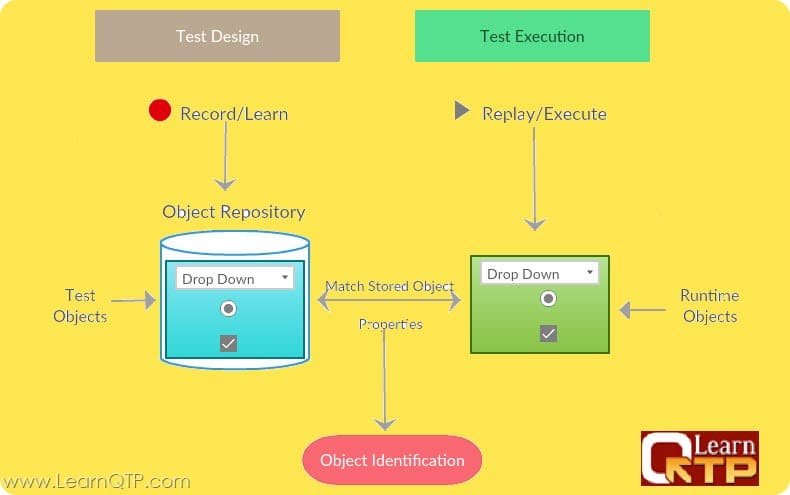 Test Design
Test Execution
Record/Learn
Replay/Execute
Object Repository
Drop Down
Drop Down
Test
Objects
Match Stored Object
Properties
Runtime
Objects
Object Identification
Learn
QTP
www.LearnQTP.com